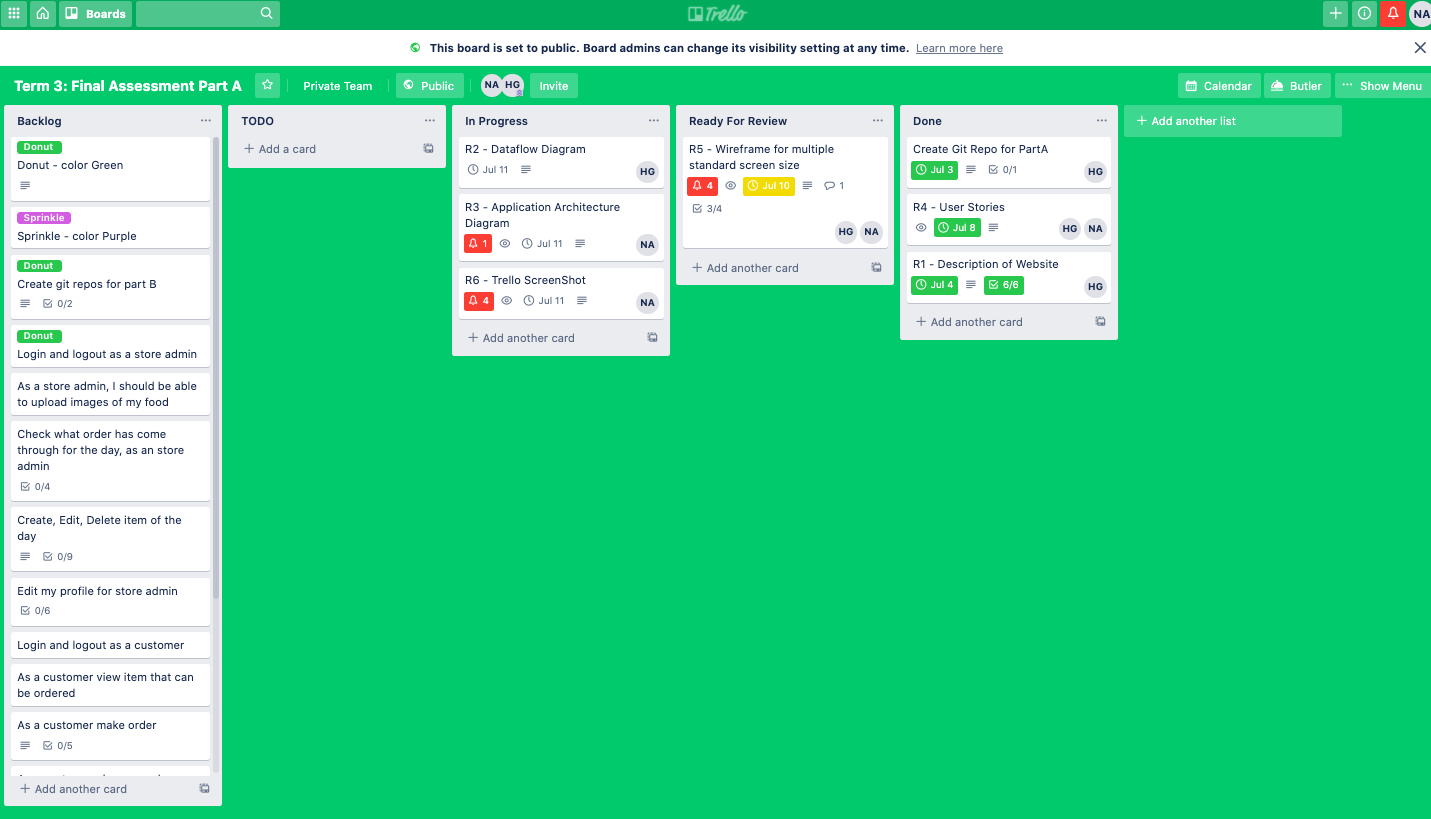 Boards
Trello
NA
This board is set to public. Board admins can change its visibility setting at any time. Learn more here
Term 3: Final Assessment Part A
Private Team
Public
NA HG
Invite
Calendar
Butler
Show Menu
Backlog
Donut
Donut - color Green
Sprinkle
Sprinkle - color Purple
Donut
Create git repos for part B
0/2
Donut
Login and logout as a store admin
As a store admin, I should be able
to upload images of my food
Check what order has come
through for the day, as an store
admin
0/4
Create, Edit, Delete item of the
day
0/9
Edit my profile for store admin
0/6
Login and logout as a customer
As a customer view item that can
be ordered
As a customer make order
0/5
Add another card
TODO
Add a card
In Progress
R2 - Dataflow Diagram
Jul 11
HG
R3 - Application Architecture
Diagram
1 Jul 11
NA
R6 - Trello ScreenShot
4 Jul 11
NA
Add another card
Ready For Review
R5 - Wireframe for multiple
standard screen size
4 Jul 10 1
3/4
HG NA
Add another card
Done
Create Git Repo for PartA
Jul 3 0/1
HG
R4 - User Stories
Jul 8
HG NA
R1 - Description of Website
Jul 4 6/6
HG
Add another card
Add another list